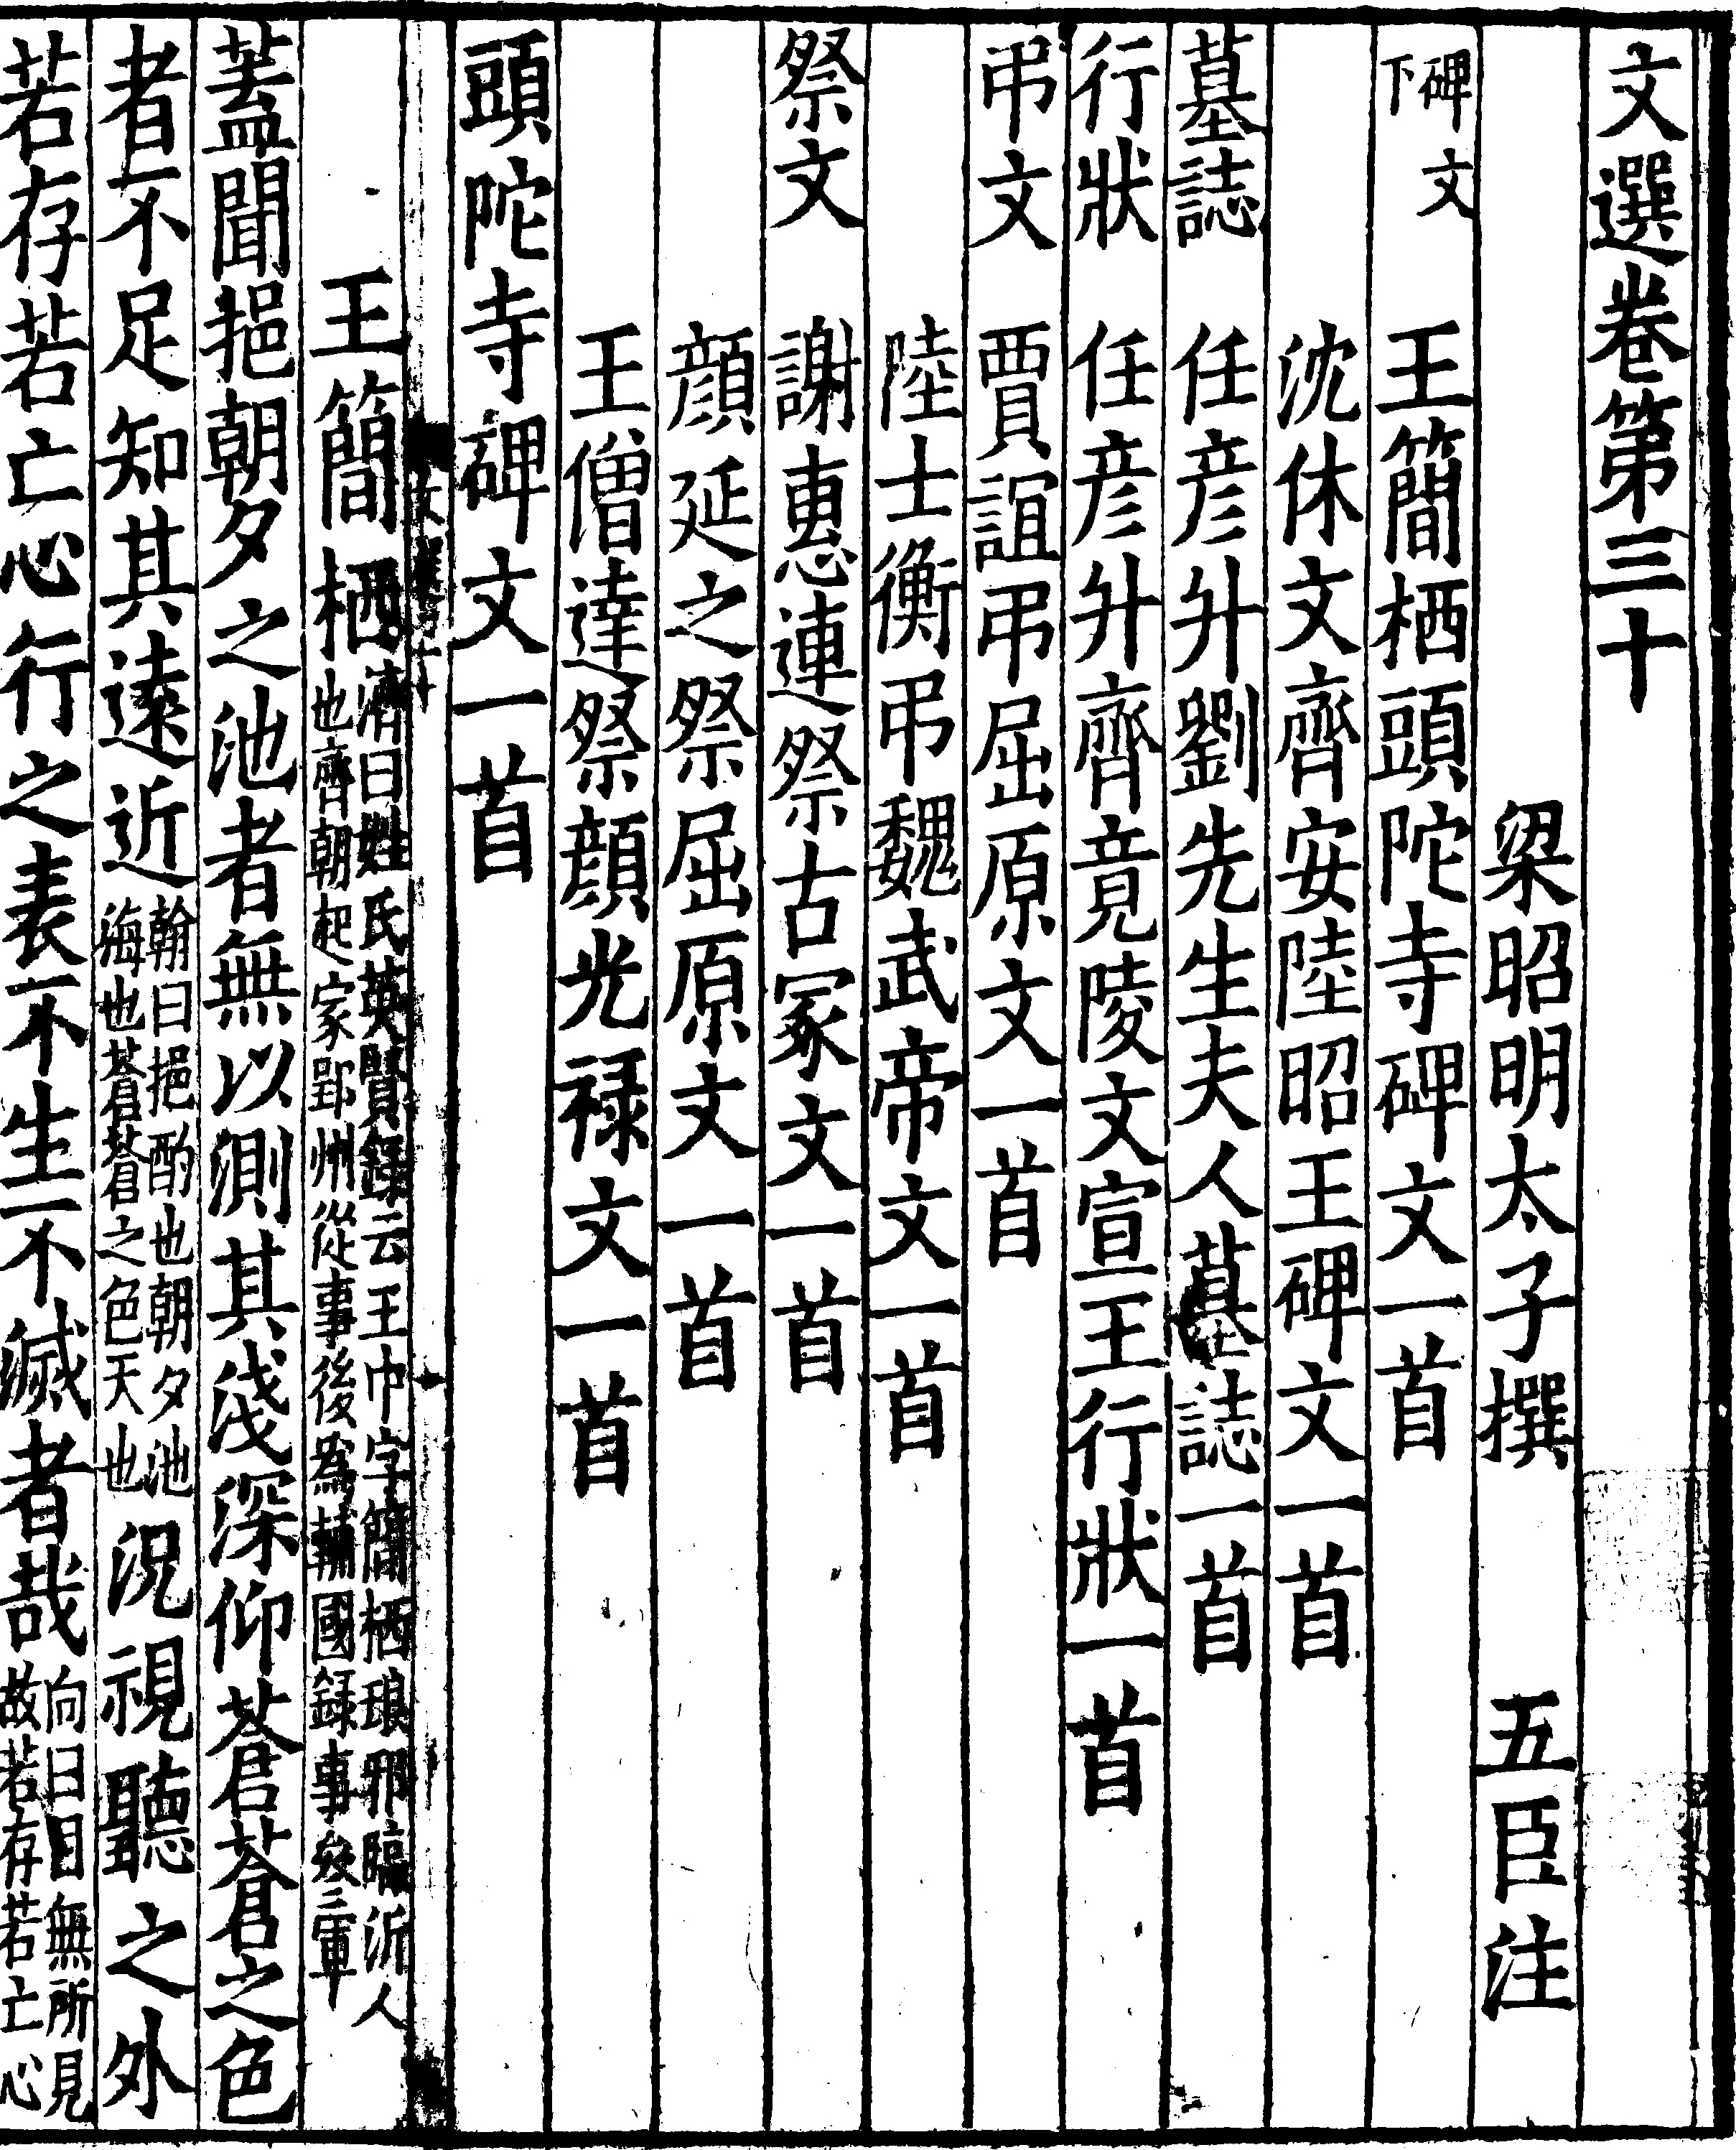 文選卷第三十
梁昭明太子撰 五臣注
碑文下 王簡栖頭陀寺碑文一首
沈休文齊安陸昭王碑文一首
墓誌 任彥升劉先生夫人墓誌一首
行狀 任彥升齊竟陵文宣王行狀一首
弔文 賈誼弔屈原文一首
陸士衡弔魏武帝文一首
祭文 謝惠連祭古冢文一首
顏延之祭屈原文一首
王僧達祭顏光禄文一首
頭陀寺碑文一首
王簡栖 濟曰姓氏英賢録云王巾字簡栖琅邪臨沂人
也齊朝起家郢州從事後為輔國録事叅軍
蓋聞挹朝夕之池者無以測其淺深仰蒼蒼之色
者不足知其遠近 翰曰挹酌也朝夕池
海也蒼蒼之色天也 況視聽之外
若存若亡心行之表不生不滅者哉 向曰目無所見
故若存若亡心